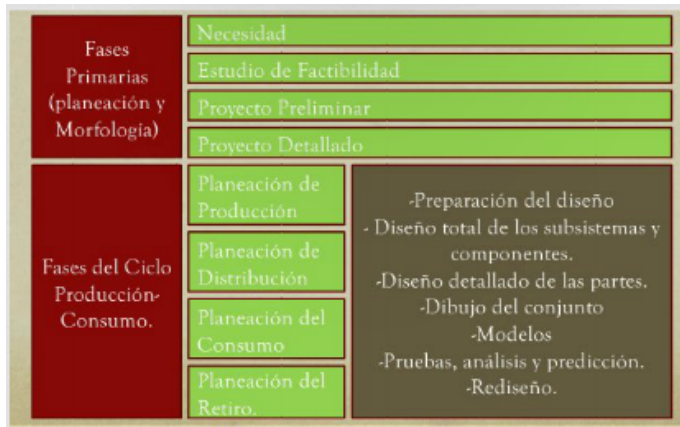 Fases
Primarias
(planeación y
Morfología)
Necesidad
Estudio de Factibilidad
Proyecto Preliminar
Proyecto Detallado
Fases del Ciclo
Producción-
Consumo.
Planeación de
Producción
Planeación de
Distribución
Planeación del
Consumo
Planeación del
Retiro.
-Preparación del diseño
- Diseño total de los subsistemas y
componentes.
-Diseño detallado de las partes.
-Dibujo del conjunto
-Modelos
-Pruebas, análisis y predicción.
-Rediseño.